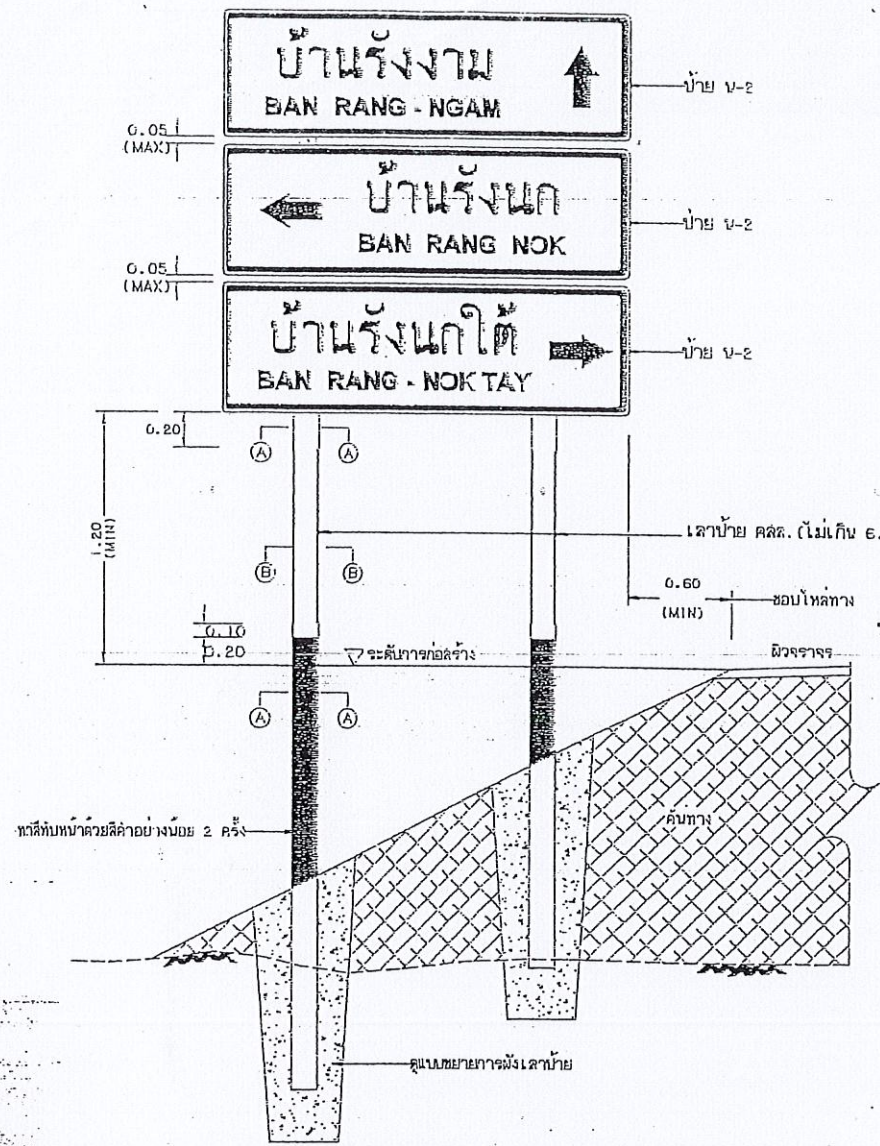 บ้านรังงาม
BAN RANG - NGAM
ป้าย น-2
0.05
(MAX)
บ้านรังนก
BAN RANG NOK
ป้าย น-2
0.05
(MAX)
บ้านรังนกใต้
BAN RANG - NOK TAY
ป้าย น-2
0.20
A A
1.20
(MIN)
เสาป้าย คสล. (ไม่เกิน 6.
B B
0.60
(MIN)
ขอบไหล่ทาง
0.10
0.20
ระดับการก่อสร้าง
ผิวจราจร
A A
คันทาง
ทาสีทับหน้าด้วยสีดำอย่างน้อย 2 ครั้ง
ดูแบบขยายการฝังเสาป้าย